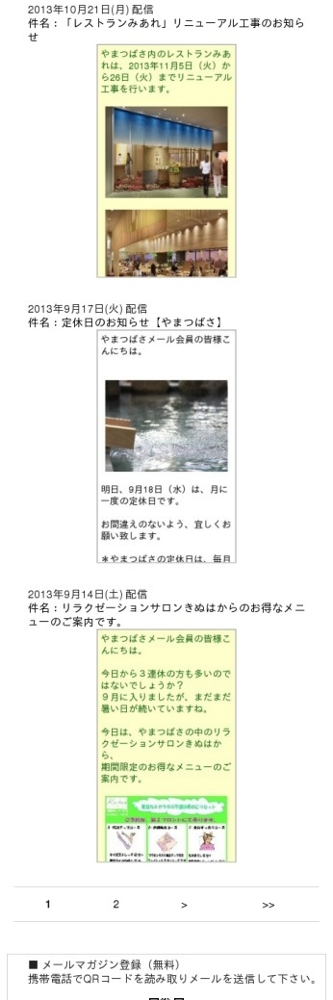 2013年10月21日(月) 配信
件名：「レストランみあれ」リニューアル工事のお知ら
せ
やまつばさ内のレストランみあ
れは、2013年11月5日（火）か
ら26日（火）までリニューアル
工事を行います。
2013年9月17日(火) 配信
件名：定休日のお知らせ【やまつばさ】
やまつばさメール会員の皆様こ
んにちは。
明日、9月18日（水）は、月に
一度の定休日です。
お間違えのないよう、宜しくお
願い致します。
＊やまつばさの定休日は、毎月
2013年9月14日(土) 配信
件名：リラクゼーションサロンきぬはからのお得なメニ
ューのご案内です。
やまつばさメール会員の皆様こ
んにちは。
今日から３連休の方も多いので
はないでしょうか？
９月に入りましたが、まだまだ
暑い日が続いていますね。
今日は、やまつばさの中のリラ
クゼーションサロンきぬはか
ら、
期間限定のお得なメニューのご
案内です。
1 2 > >>
■ メールマガジン登録（無料）
携帯電話でQRコードを読み取りメールを送信して下さい。